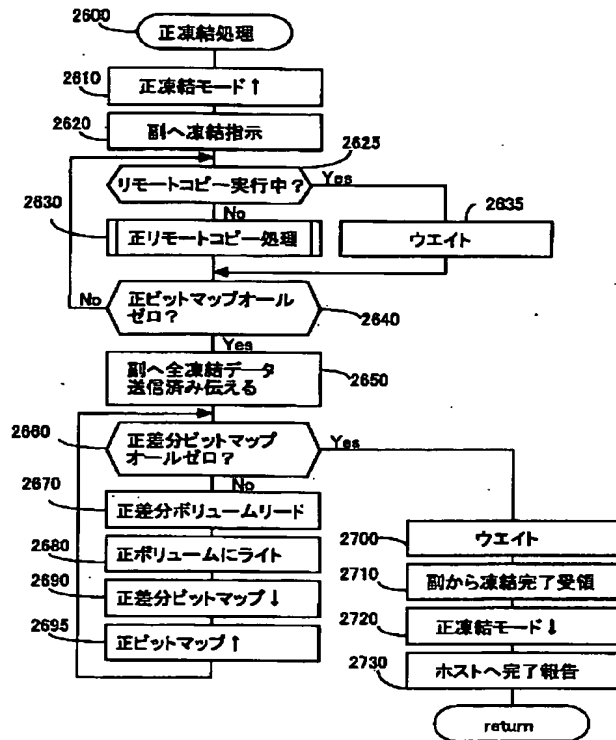 2600
正凍結処理
2610
正凍結モード↑
2620
副へ凍結指示
2625
リモートコピー実行中?
Yes
No
2630
正リモートコピー処理
2635
ウエイト
No
正ビットマップオール
ゼロ?
2640
Yes
副へ全凍結データ
送信済み伝える
2650
2660
正差分ビットマップ
オールゼロ?
Yes
No
2670
正差分ボリュームリード
2680
正ボリュームにライト
2690
正差分ビットマップ↓
2695
正ビットマップ↑
2700
ウエイト
2710
副から凍結完了受領
2720
正凍結モード↓
2730
ホストへ完了報告
return